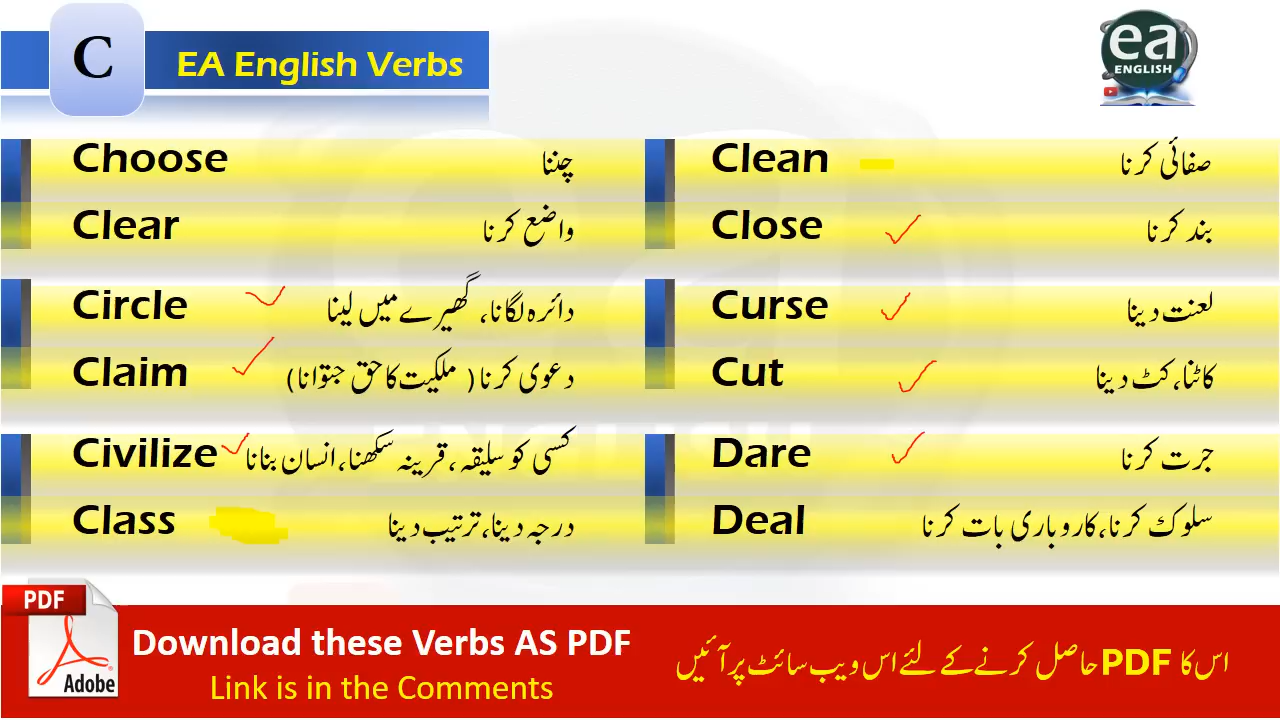 C
EA English Verbs
ea
ENGLISH
Choose چننا
Clear واضع کرنا
Circle دائرہ لگانا، گھیرے میں لینا
Claim دعوی کرنا ( ملکیت کا حق جتوانا)
Civilize کسی کو سلیقہ ، قرینہ سکھنا، انسان بنانا
Class درجہ دینا، ترتیب دینا
Clean صفائی کرنا
Close بند کرنا
Curse لعنت دینا
Cut کاٹنا، کٹ دینا
Dare جرت کرنا
Deal سلوک کرنا، کاروباری بات کرنا
PDF
Adobe
Download these Verbs AS PDF
Link is in the Comments
اس کا PDF حاصل کرنے کے لئے اس ویب سائٹ پر آئیں